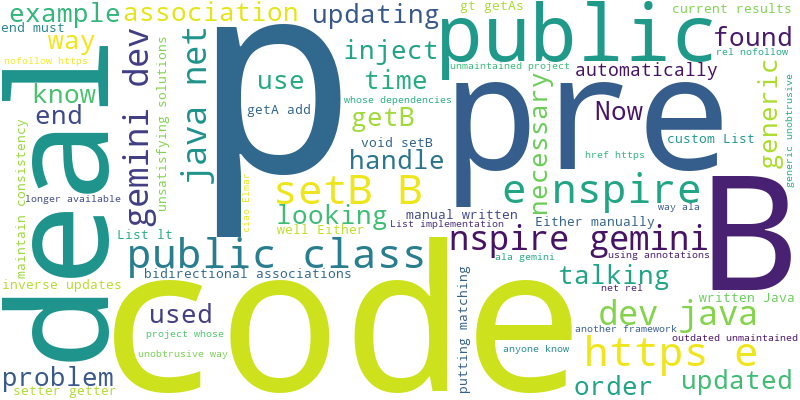 example
association
updating
gt getAs
current results
end must
way
nofollow https
public
found
rel nofollow
java net
inject
unmaintained project
automatically
know
gemini dev
unsatisfying solutions
use
time
whose dependencies
p
pre
Now
generic
generic unobtrusive
end
getA add
getB
necessary
custom List
deal
void setB
handle
href https
maintain consistency
ciao Elmar
setB B
e nspire
B
way ala
longer available
looking
manual written
Either manually
List implementation
List lt
well Either
nspire gemini
public class
ala gemini
using annotations
bidirectional associations
talking
net rel
inverse updates
code
putting matching
written Java
used
dev java
another framework
project whose
outdated unmaintained
unobtrusive way
anyone know
https e
problem
setter getter
order
updated